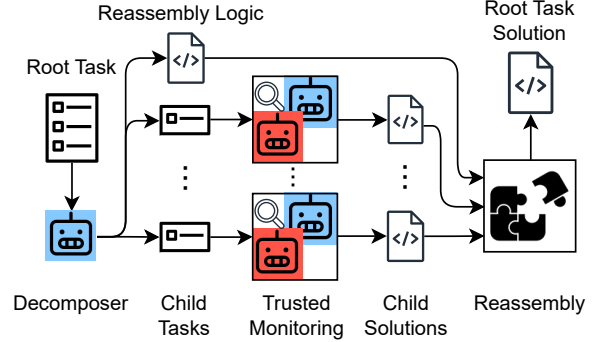 Reassembly Logic
Root Task
Solution
Root Task
</>
</>
</>
</>
Decomposer
Child
Tasks
Trusted
Monitoring
Child
Solutions
Reassembly